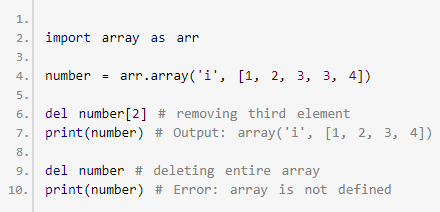 1.
2. import array as arr
3.
4. number = arr.array('i', [1, 2, 3, 3, 4])
5.
6. del number[2] # removing third element
7. print(number) # Output: array('i', [1, 2, 3, 4])
8.
9. del number # deleting entire array
10. print(number) # Error: array is not defined